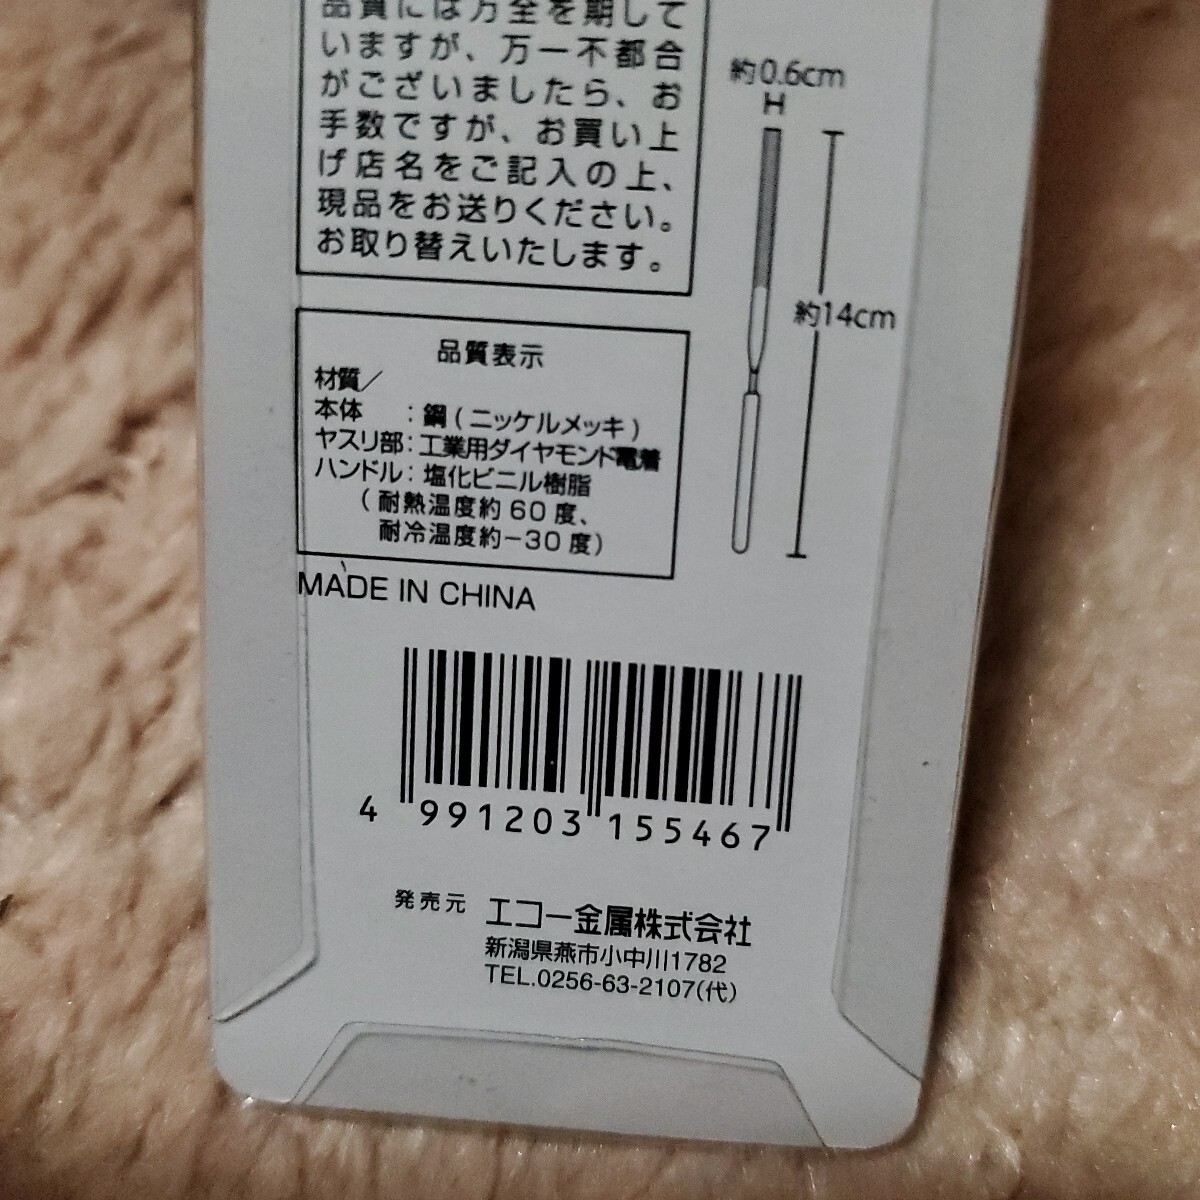 品質には万全を期して
いますが、万一不都合
がございましたら、お
手数ですが、お買い上
げ店名をご記入の上、
現品をお送りください。
お取り替えいたします。
約0.6cm
約14cm
品質表示
材質/
本体 : 鋼(ニッケルメッキ)
ヤスリ部: 工業用ダイヤモンド電着
ハンドル: 塩化ビニル樹脂
(耐熱温度約60度、
耐冷温度約-30度)
MADE IN CHINA
4 991203 155467
発売元 エコー金属株式会社
新潟県燕市小中川1782
TEL.0256-63-2107(代)